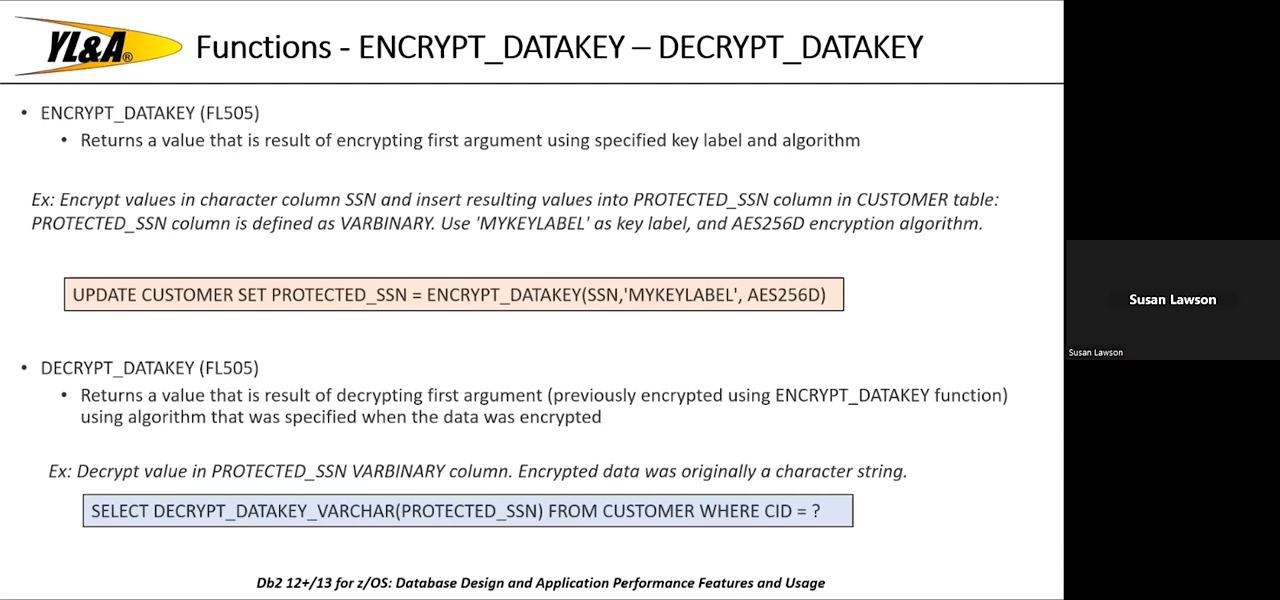 YL&A®
Functions - ENCRYPT_DATAKEY – DECRYPT_DATAKEY
• ENCRYPT_DATAKEY (FL505)
• Returns a value that is result of encrypting first argument using specified key label and algorithm
Ex: Encrypt values in character column SSN and insert resulting values into PROTECTED_SSN column in CUSTOMER table:
PROTECTED_SSN column is defined as VARBINARY. Use 'MYKEYLABEL' as key label, and AES256D encryption algorithm.
UPDATE CUSTOMER SET PROTECTED_SSN = ENCRYPT_DATAKEY(SSN,'MYKEYLABEL', AES256D)
• DECRYPT_DATAKEY (FL505)
• Returns a value that is result of decrypting first argument (previously encrypted using ENCRYPT_DATAKEY function)
using algorithm that was specified when the data was encrypted
Ex: Decrypt value in PROTECTED_SSN VARBINARY column. Encrypted data was originally a character string.
SELECT DECRYPT_DATAKEY_VARCHAR(PROTECTED_SSN) FROM CUSTOMER WHERE CID = ?
Db2 12+/13 for z/OS: Database Design and Application Performance Features and Usage
Susan Lawson
Susan Lawson